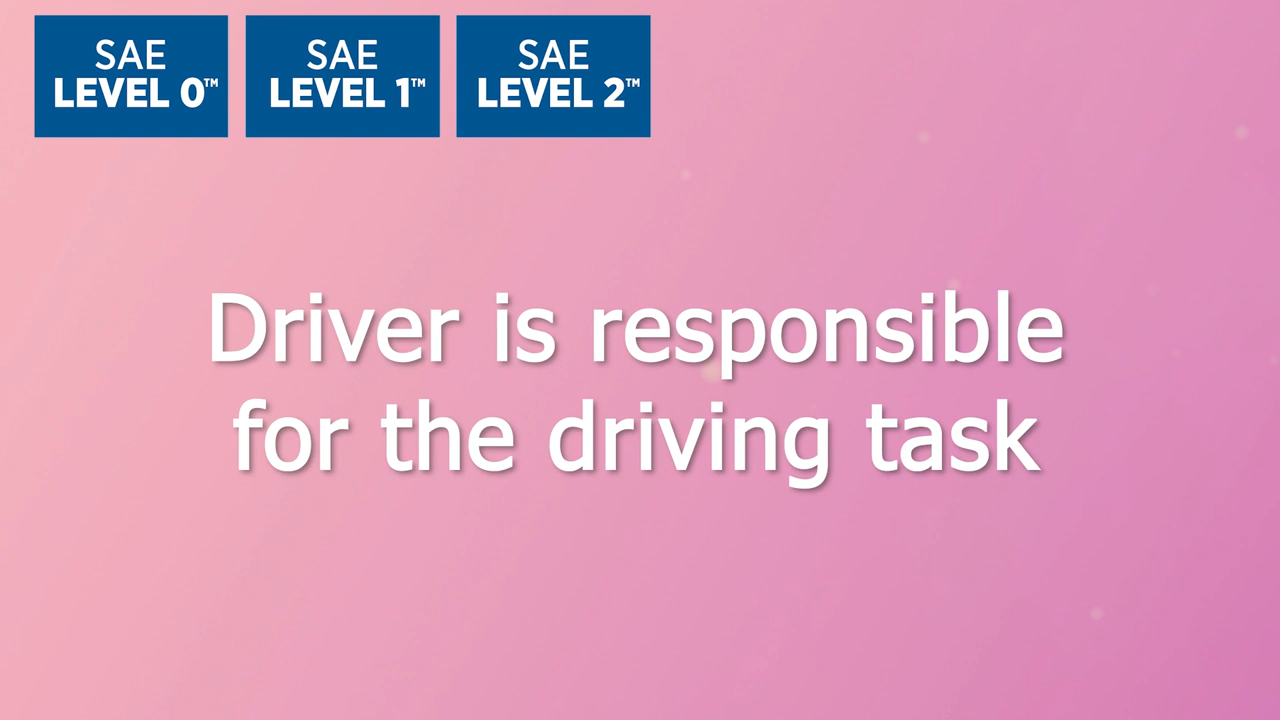 SAE
LEVEL 0™
SAE
LEVEL 1™
SAE
LEVEL 2™
Driver is responsible
for the driving task